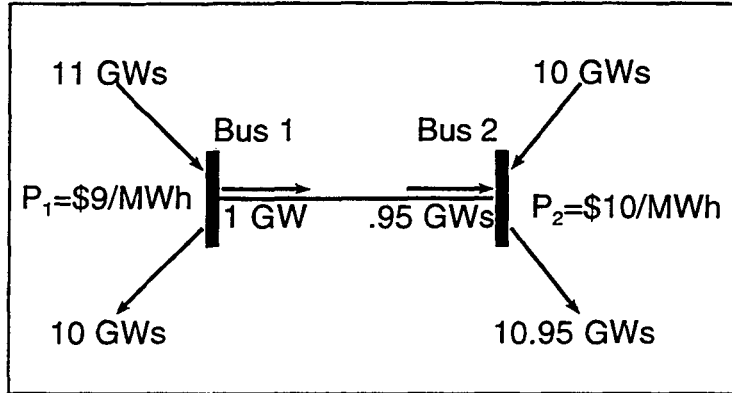 11 GWs
10 GWs
Bus 1
Bus 2
P₁=$9/MWh
1 GW
.95 GWs
P₂=$10/MWh
10 GWs
10.95 GWs